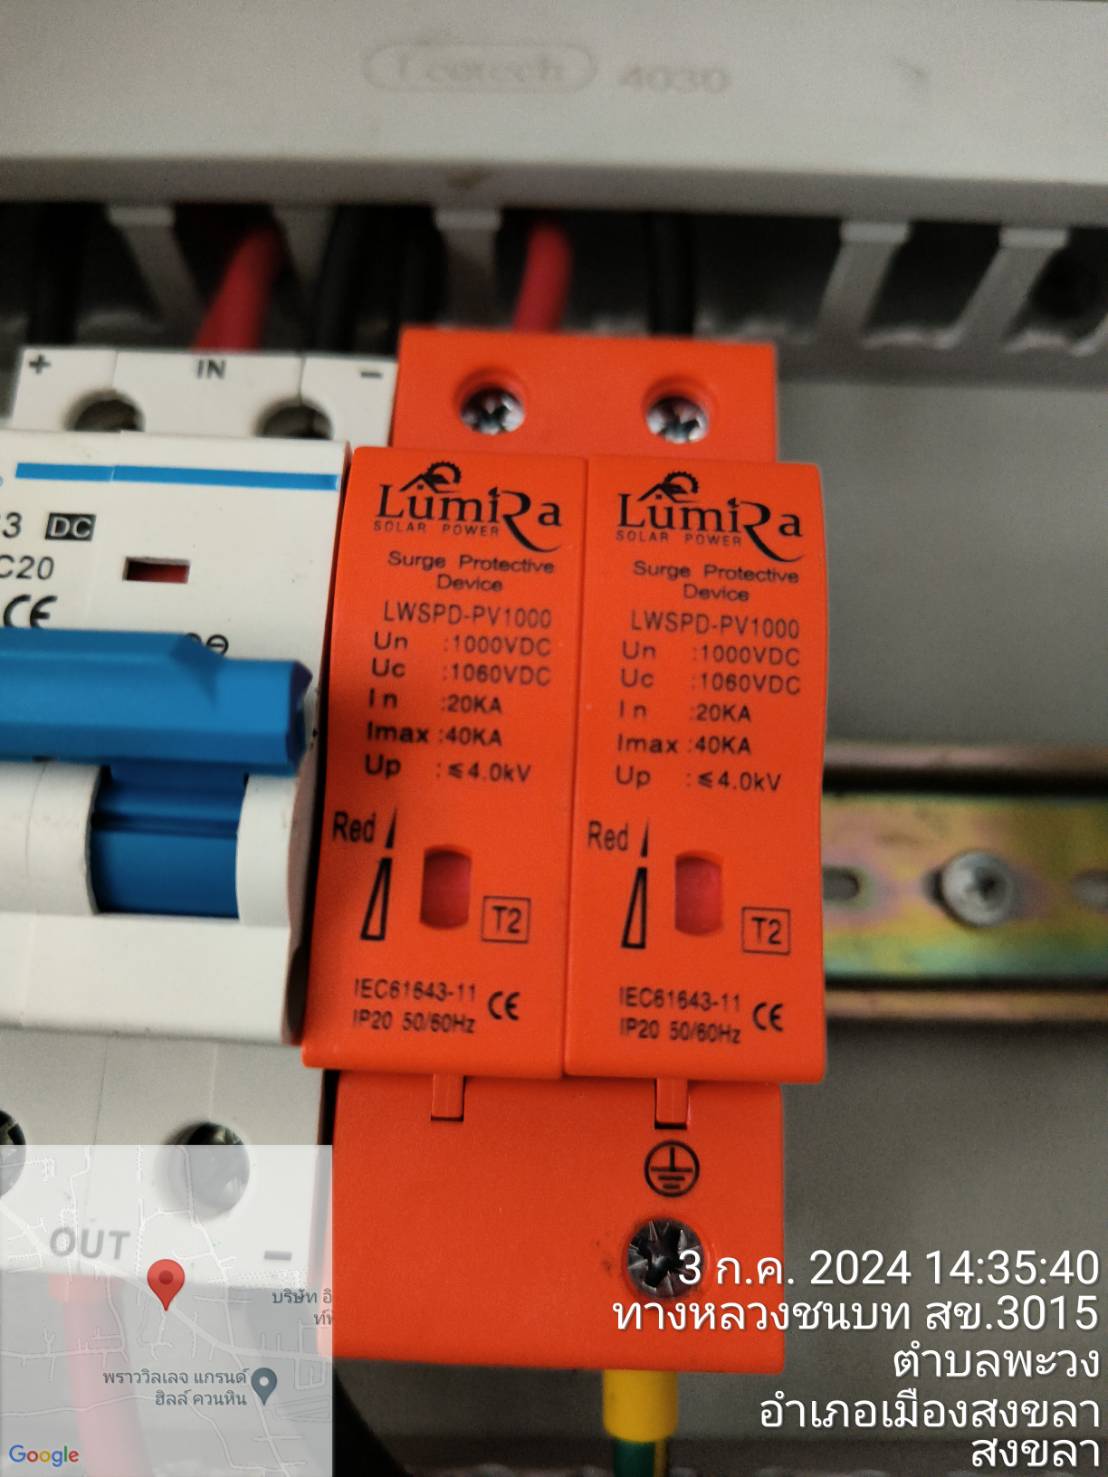 4030
+ IN -
DC
C20
CE
LumiRa
SOLAR POWER
Surge Protective
Device
LWSPD-PV1000
Un :1000VDC
Uc :1060VDC
In :20KA
Imax :40KA
Up :≤4.0kV
Red
T2
IEC61643-11
IP20 50/60Hz
CE
LumiRa
SOLAR POWER
Surge Protective
Device
LWSPD-PV1000
Un :1000VDC
Uc :1060VDC
In :20KA
Imax :40KA
Up :≤4.0kV
Red
T2
IEC61643-11
IP20 50/60Hz
CE
OUT -
บริษัท
พราววิลเลจ แกรนด์
ฮิลล์ ควนหิน
Google
3 ก.ค. 2024 14:35:40
ทางหลวงชนบท สข.3015
ตำบลพะวง
อำเภอเมืองสงขลา
สงขลา